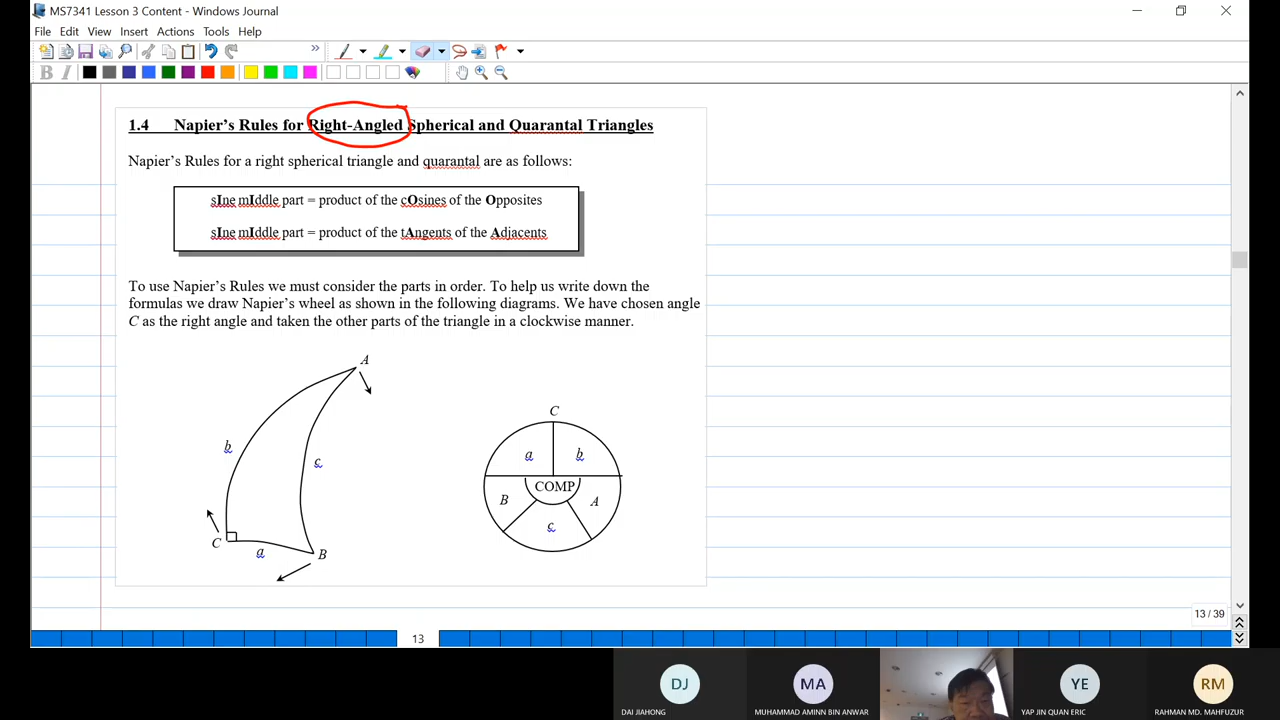 MS7341 Lesson 3 Content - Windows Journal
File Edit View Insert Actions Tools Help
B I
1.4 Napier's Rules for Right-Angled Spherical and Quarantal Triangles
Napier's Rules for a right spherical triangle and quarantal are as follows:
sIne mIddle part = product of the cOsines of the Opposites
sIne mIddle part = product of the tAngents of the Adjacents
To use Napier's Rules we must consider the parts in order. To help us write down the
formulas we draw Napier's wheel as shown in the following diagrams. We have chosen angle
C as the right angle and taken the other parts of the triangle in a clockwise manner.
A
b
c
C
a
B
C
a b
COMP
B A
c
13 / 39
13
DJ MA YE RM
DAI JIAHONG MUHAMMAD AMINN BIN ANWAR YAP JIN QUAN ERIC RAHMAN MD. MAHFUZUR